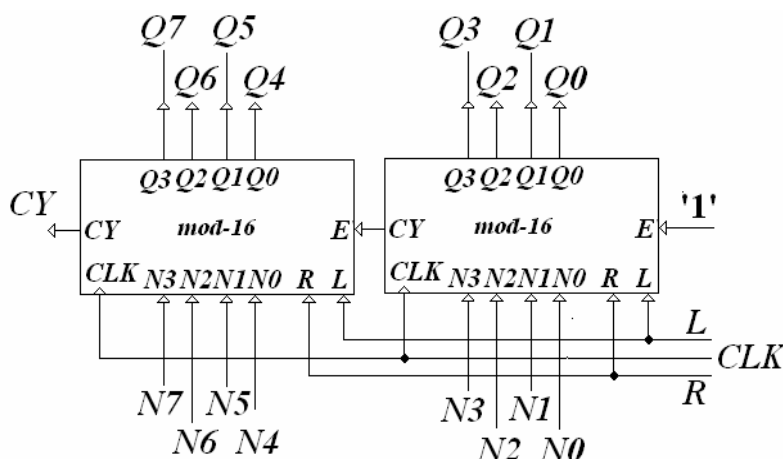 Q7 Q5 Q3 Q1
Q6 Q4 Q2 Q0
Q3 Q2 Q1 Q0 Q3 Q2 Q1 Q0
CY CY mod-16 E CY mod-16 E '1'
CLK N3 N2 N1 N0 R L CLK N3 N2 N1 N0 R L
L
CLK
R
N7 N5 N3 N1
N6 N4 N2 N0